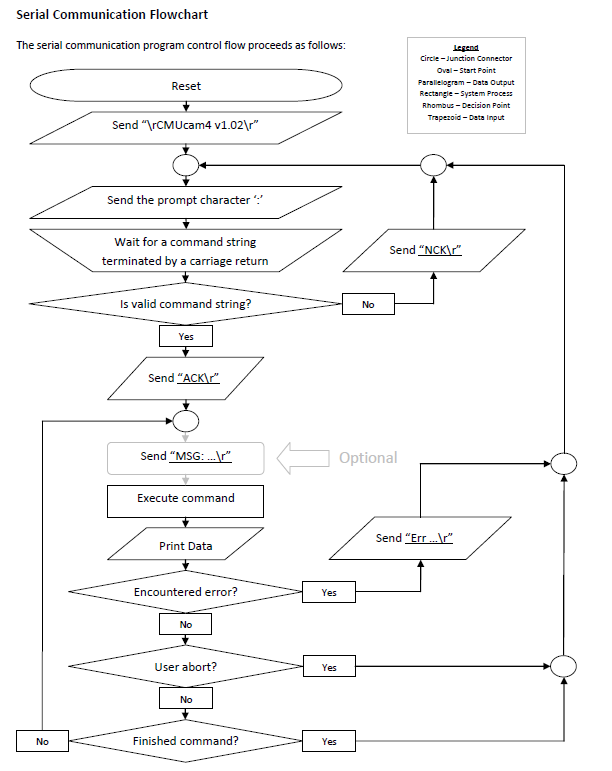 Serial Communication Flowchart
The serial communication program control flow proceeds as follows:
Legend
Circle – Junction Connector
Oval – Start Point
Parallelogram – Data Output
Rectangle – System Process
Rhombus – Decision Point
Trapezoid – Data Input
Reset
Send “\rCMUcam4 v1.02\r”
Send the prompt character ‘:’
Wait for a command string
terminated by a carriage return
Send “NCK\r”
Is valid command string?
No
Yes
Send “ACK\r”
Send “MSG: …\r”
Optional
Execute command
Print Data
Send “Err …\r”
Encountered error?
Yes
No
User abort?
Yes
No
No
Finished command?
Yes